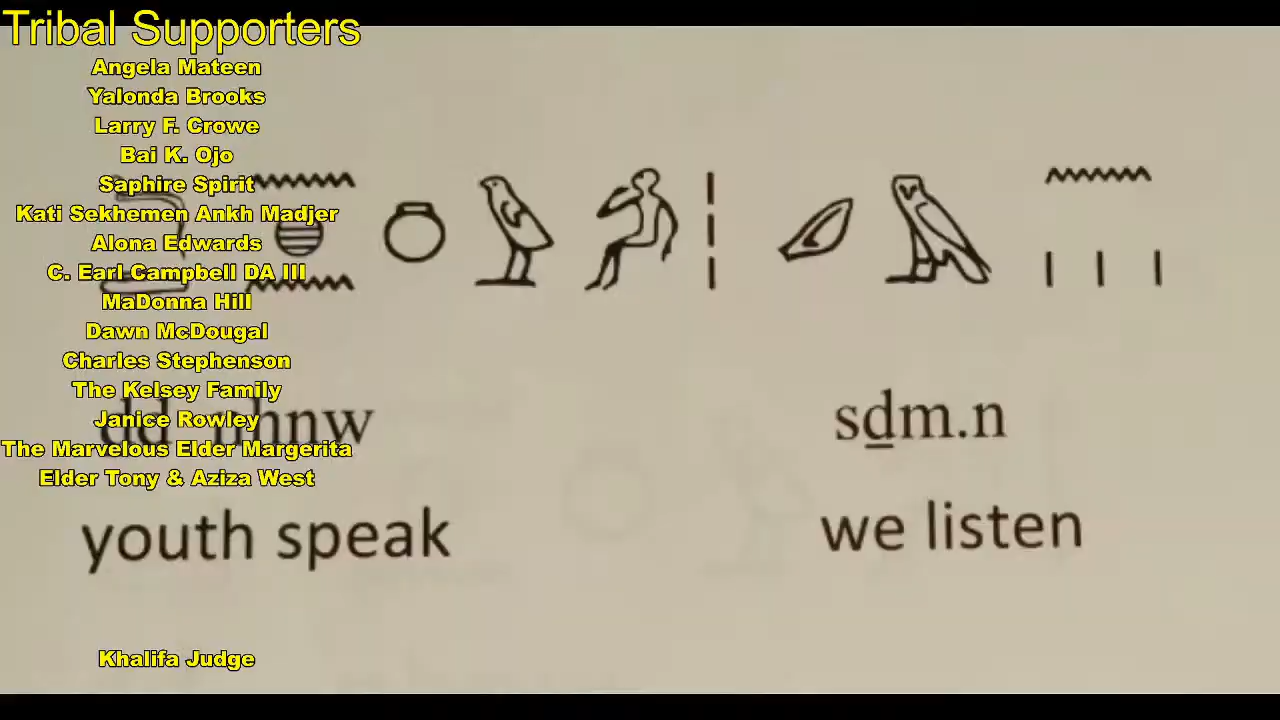 Tribal Supporters
Angela Mateen
Yalonda Brooks
Larry F. Crowe
Bai K. Ojo
Saphire Spirit
Kati Sekhemen Ankh Madjer
Alona Edwards
C. Earl Campbell DA III
MaDonna Hill
Dawn McDougal
Charles Stephenson
The Kelsey Family
Janice Rowley
The Marvelous Elder Margerita
Elder Tony & Aziza West
sḏm.n
youth speak
we listen
Khalifa Judge